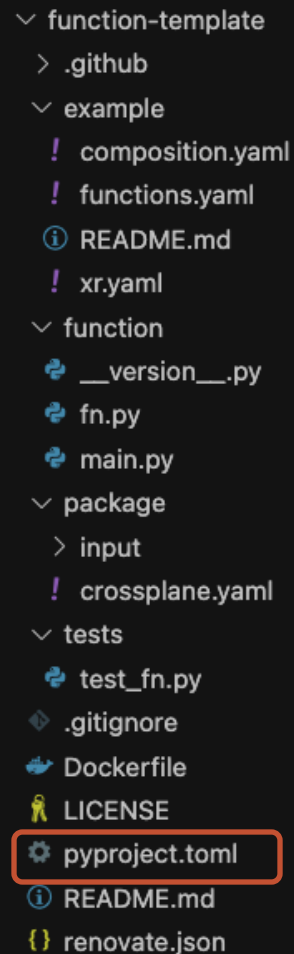 function-template
.github
example
composition.yaml
functions.yaml
README.md
xr.yaml
function
__version__.py
fn.py
main.py
package
input
crossplane.yaml
tests
test_fn.py
.gitignore
Dockerfile
LICENSE
pyproject.toml
README.md
renovate.json